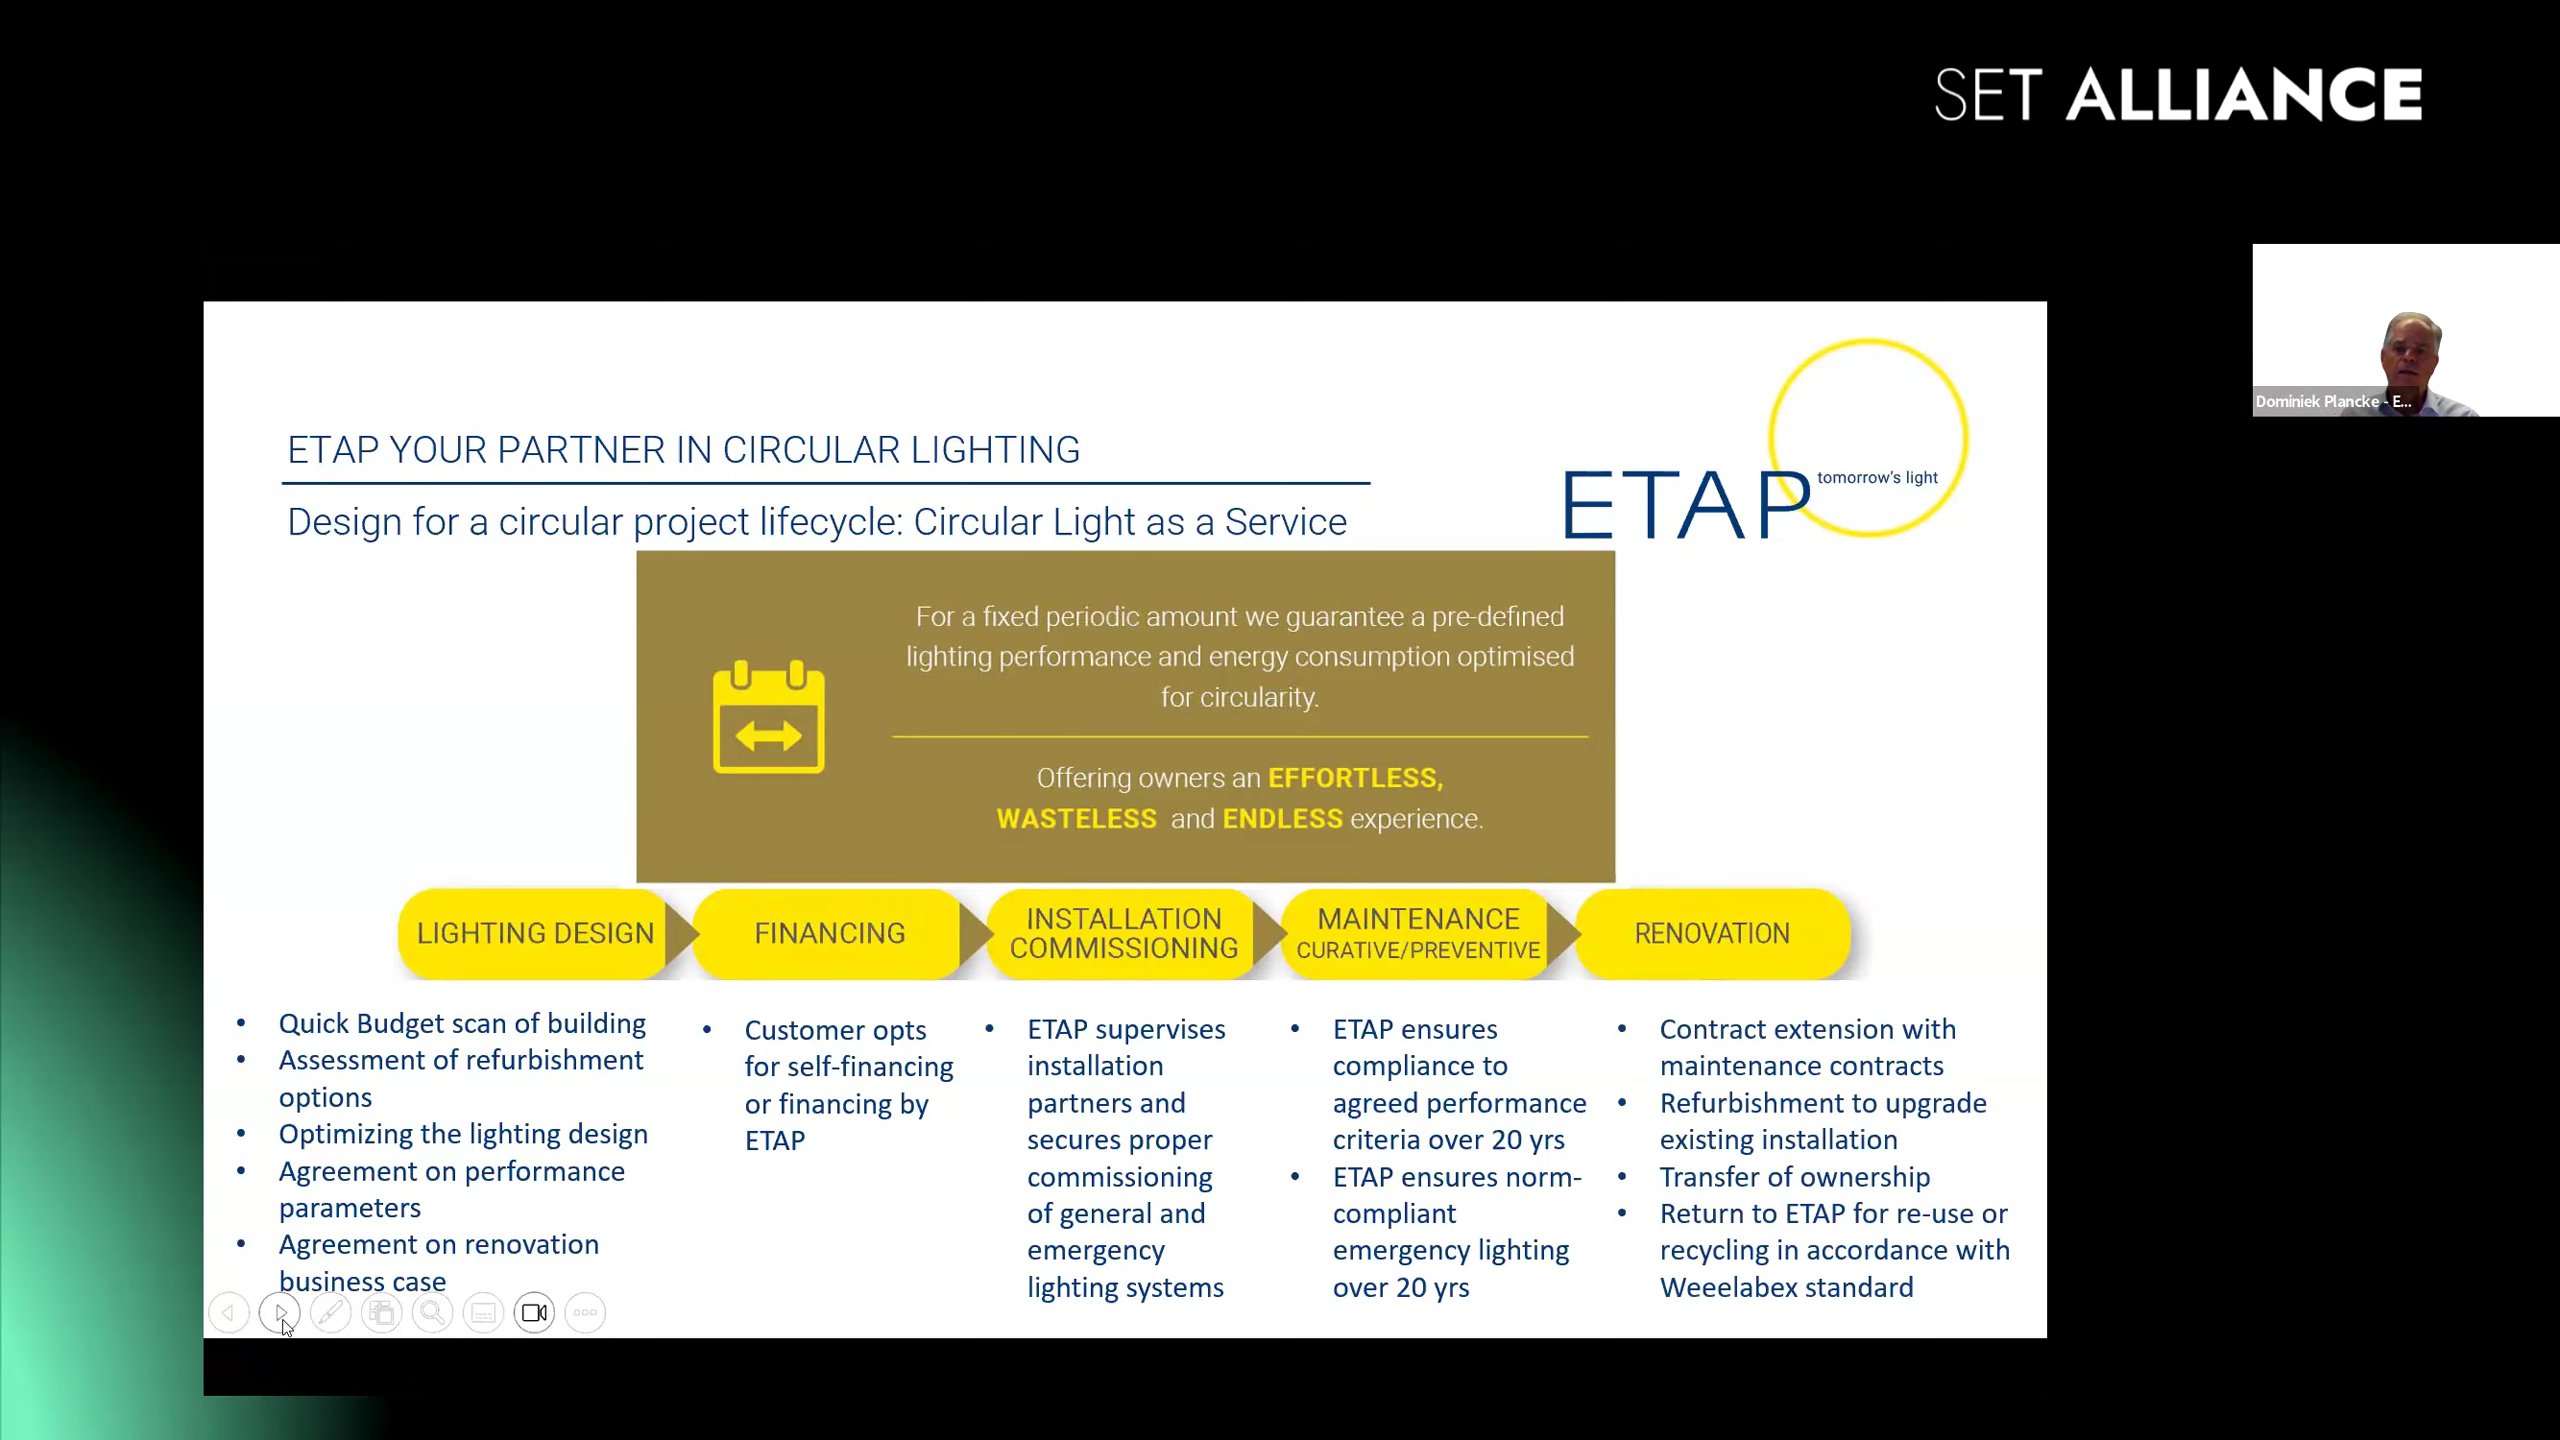 SET ALLIANCE
Dominiek Plancke - E...
ETAP YOUR PARTNER IN CIRCULAR LIGHTING
Design for a circular project lifecycle: Circular Light as a Service
ETAP tomorrow's light
For a fixed periodic amount we guarantee a pre-defined
lighting performance and energy consumption optimised
for circularity.
Offering owners an EFFORTLESS,
WASTELESS and ENDLESS experience.
LIGHTING DESIGN
• Quick Budget scan of building
• Assessment of refurbishment
options
• Optimizing the lighting design
• Agreement on performance
parameters
• Agreement on renovation
business case
FINANCING
• Customer opts
for self-financing
or financing by
ETAP
INSTALLATION
COMMISSIONING
• ETAP supervises
installation
partners and
secures proper
commissioning
of general and
emergency
lighting systems
MAINTENANCE
CURATIVE/PREVENTIVE
• ETAP ensures
compliance to
agreed performance
criteria over 20 yrs
• ETAP ensures norm-
compliant
emergency lighting
over 20 yrs
RENOVATION
• Contract extension with
maintenance contracts
• Refurbishment to upgrade
existing installation
• Transfer of ownership
• Return to ETAP for re-use or
recycling in accordance with
Weeelabex standard